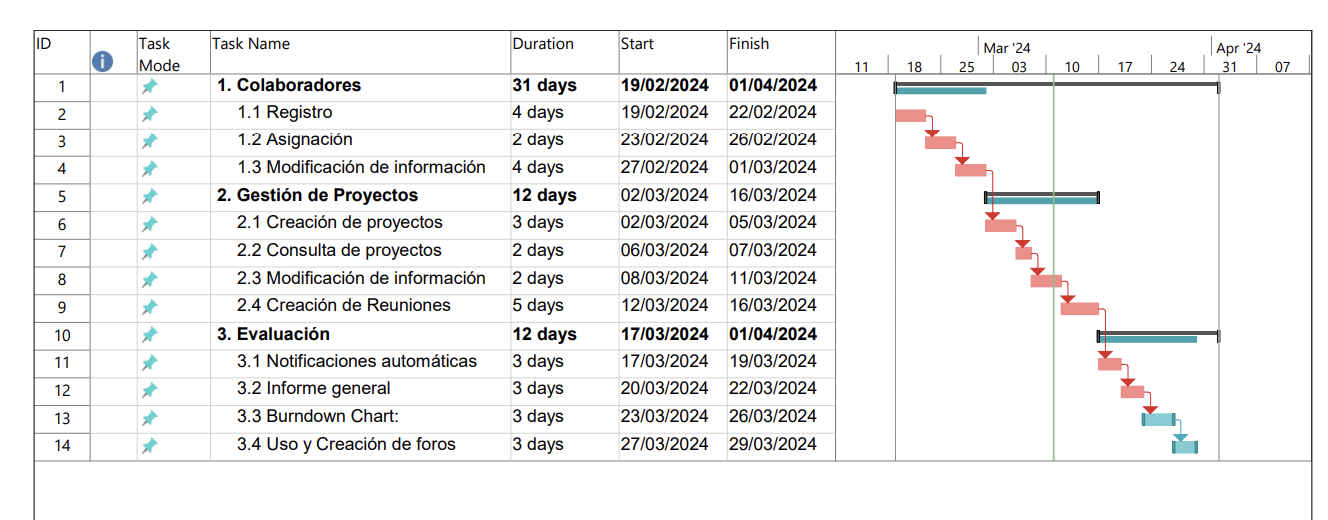 ID Task Mode Task Name Duration Start Finish
Mar '24 Apr '24
11 18 25 03 10 17 24 31 07
1 1. Colaboradores 31 days 19/02/2024 01/04/2024
2 1.1 Registro 4 days 19/02/2024 22/02/2024
3 1.2 Asignación 2 days 23/02/2024 26/02/2024
4 1.3 Modificación de información 4 days 27/02/2024 01/03/2024
5 2. Gestión de Proyectos 12 days 02/03/2024 16/03/2024
6 2.1 Creación de proyectos 3 days 02/03/2024 05/03/2024
7 2.2 Consulta de proyectos 2 days 06/03/2024 07/03/2024
8 2.3 Modificación de información 2 days 08/03/2024 11/03/2024
9 2.4 Creación de Reuniones 5 days 12/03/2024 16/03/2024
10 3. Evaluación 12 days 17/03/2024 01/04/2024
11 3.1 Notificaciones automáticas 3 days 17/03/2024 19/03/2024
12 3.2 Informe general 3 days 20/03/2024 22/03/2024
13 3.3 Burndown Chart: 3 days 23/03/2024 26/03/2024
14 3.4 Uso y Creación de foros 3 days 27/03/2024 29/03/2024